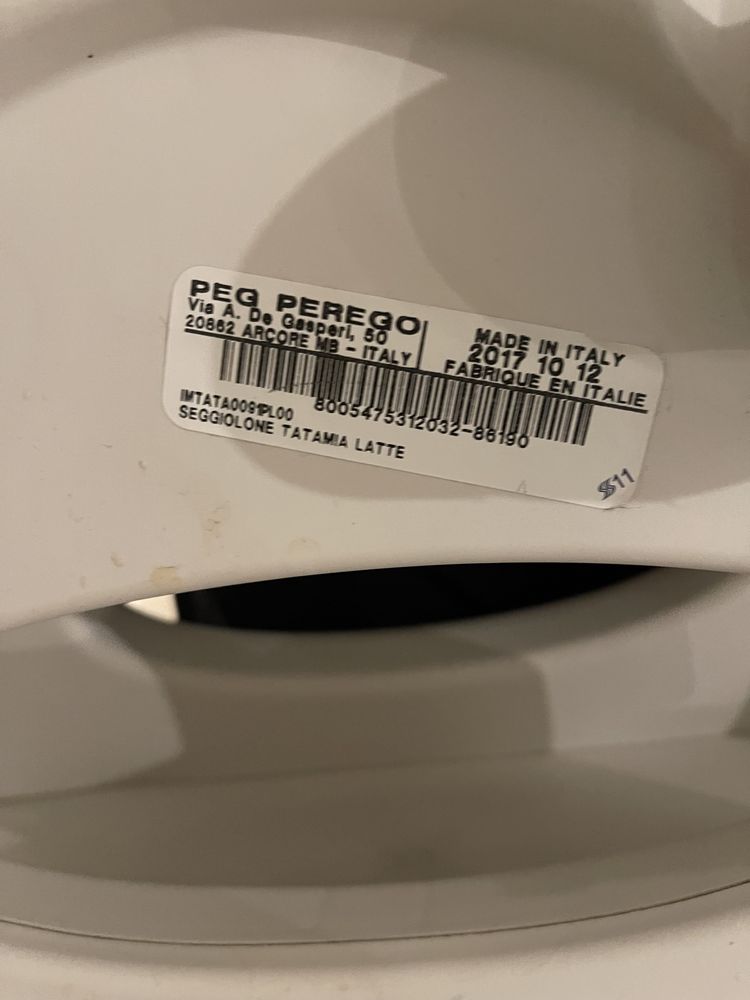 PEG PEREGO
Via A. De Gasperi, 50
20862 ARCORE MB - ITALY
MADE IN ITALY
2017 10 12
FABRIQUE EN ITALIE
8005475312032-86190
IMTATA0091PL00
SEGGIOLONE TATAMIA LATTE
S11